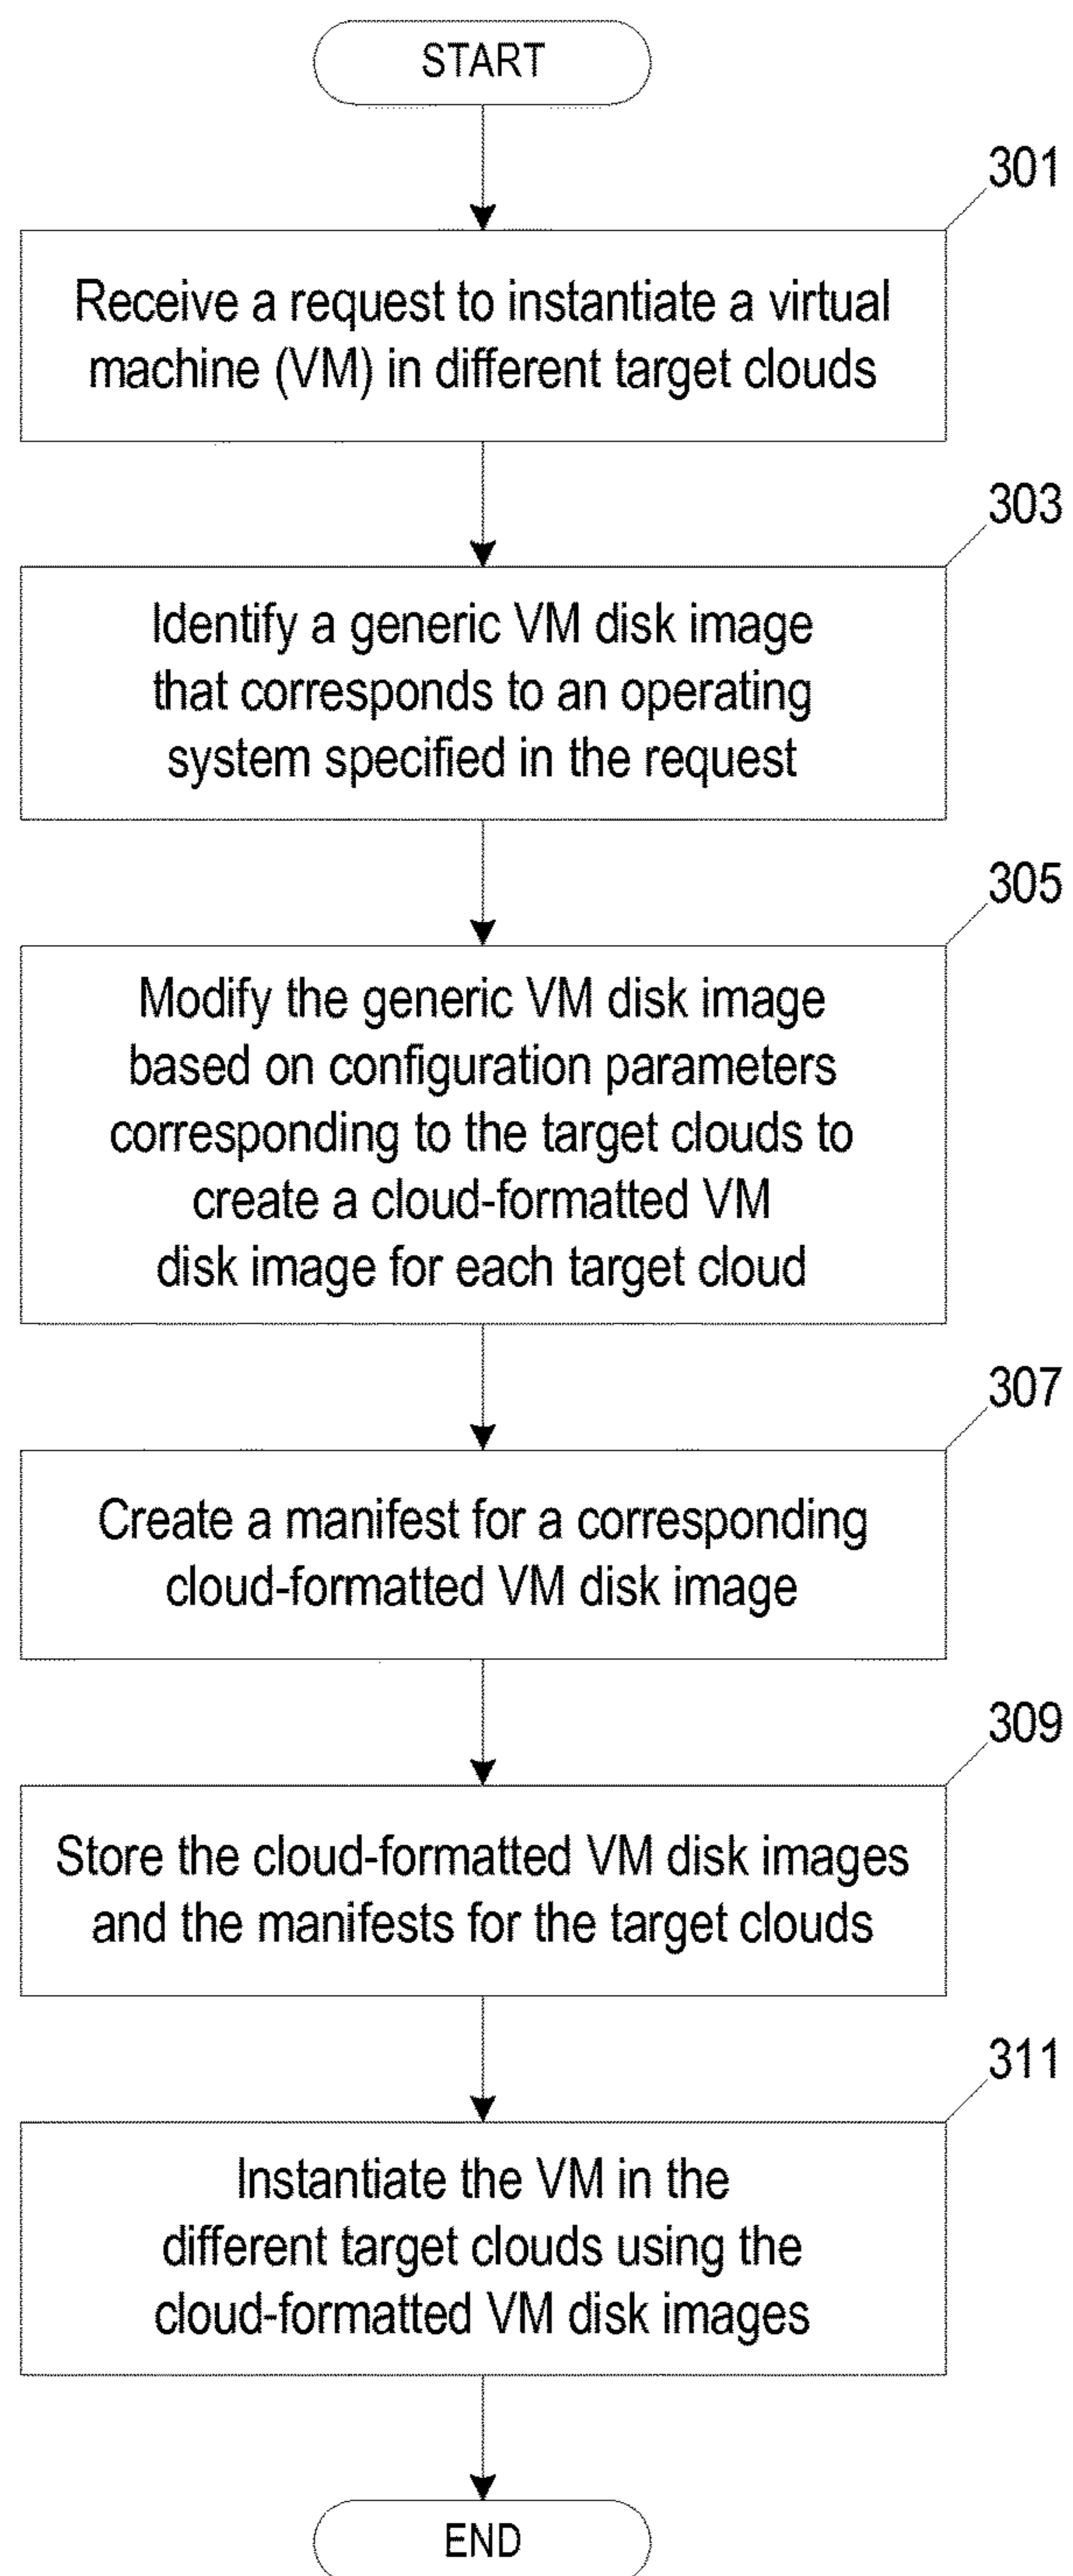 START
301
Receive a request to instantiate a virtual
machine (VM) in different target clouds
303
Identify a generic VM disk image
that corresponds to an operating
system specified in the request
305
Modify the generic VM disk image
based on configuration parameters
corresponding to the target clouds to
create a cloud-formatted VM
disk image for each target cloud
307
Create a manifest for a corresponding
cloud-formatted VM disk image
309
Store the cloud-formatted VM disk images
and the manifests for the target clouds
311
Instantiate the VM in the
different target clouds using the
cloud-formatted VM disk images
END